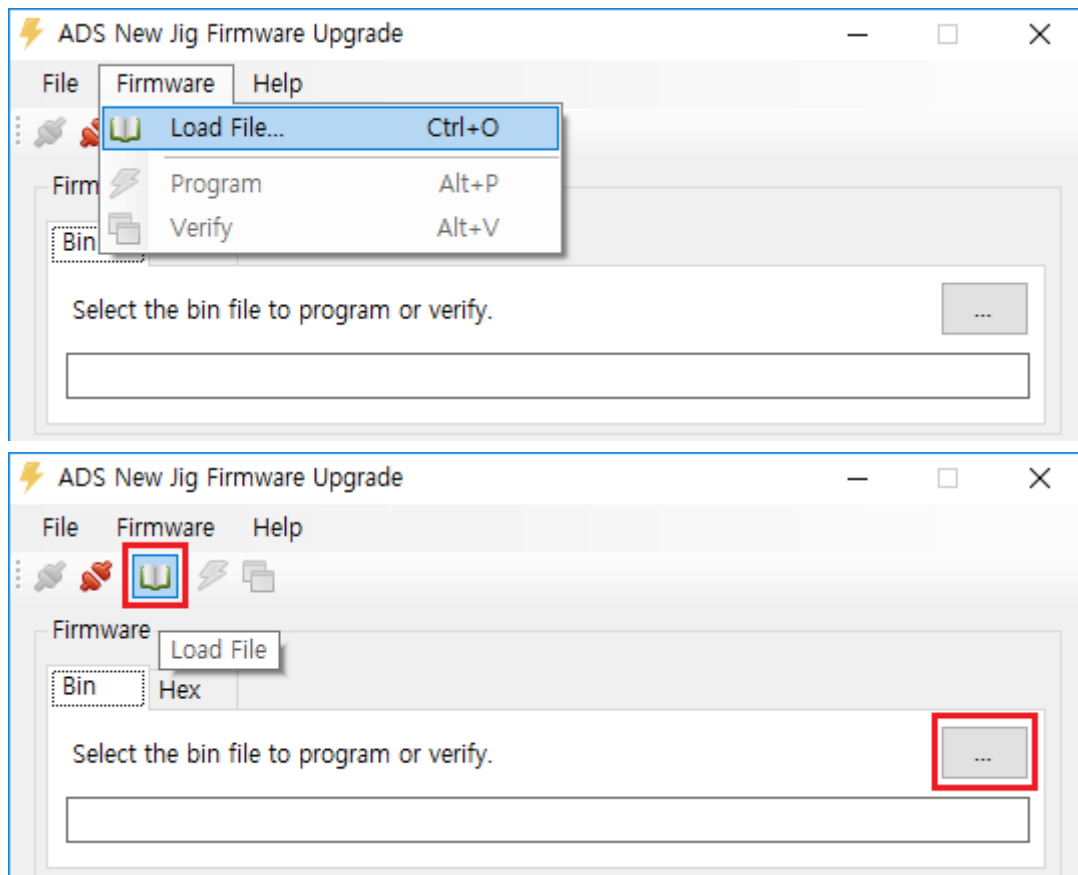 ADS New Jig Firmware Upgrade
File Firmware Help
Load File... Ctrl+O
Program Alt+P
Firm
Verify Alt+V
Bin
Select the bin file to program or verify.
...
ADS New Jig Firmware Upgrade
File Firmware Help
Firmware
Load File
Bin Hex
Select the bin file to program or verify.
...